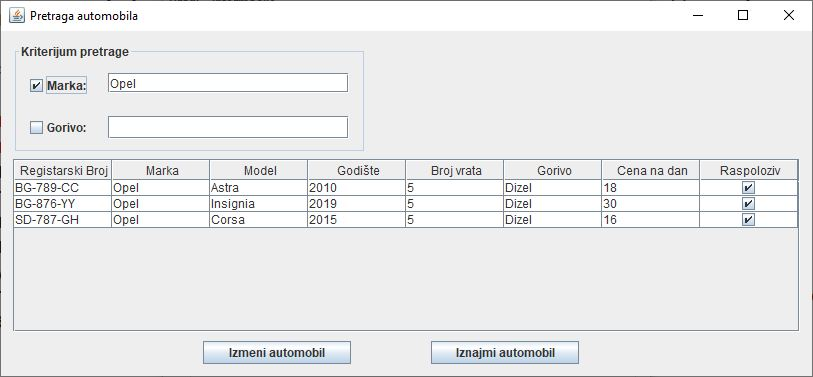 Pretraga automobila
Kriterijum pretrage
Marka: Opel
Gorivo:
Registarski Broj Marka Model Godište Broj vrata Gorivo Cena na dan Raspoloziv
BG-789-CC Opel Astra 2010 5 Dizel 18
BG-876-YY Opel Insignia 2019 5 Dizel 30
SD-787-GH Opel Corsa 2015 5 Dizel 16
Izmeni automobil Iznajmi automobil